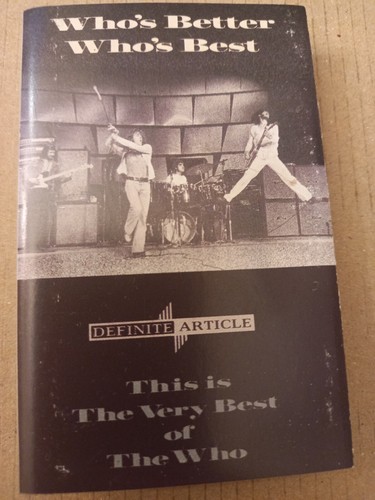 Who's Better
Who's Best
DEFINITE ARTICLE
This is
The Very Best
of
The Who